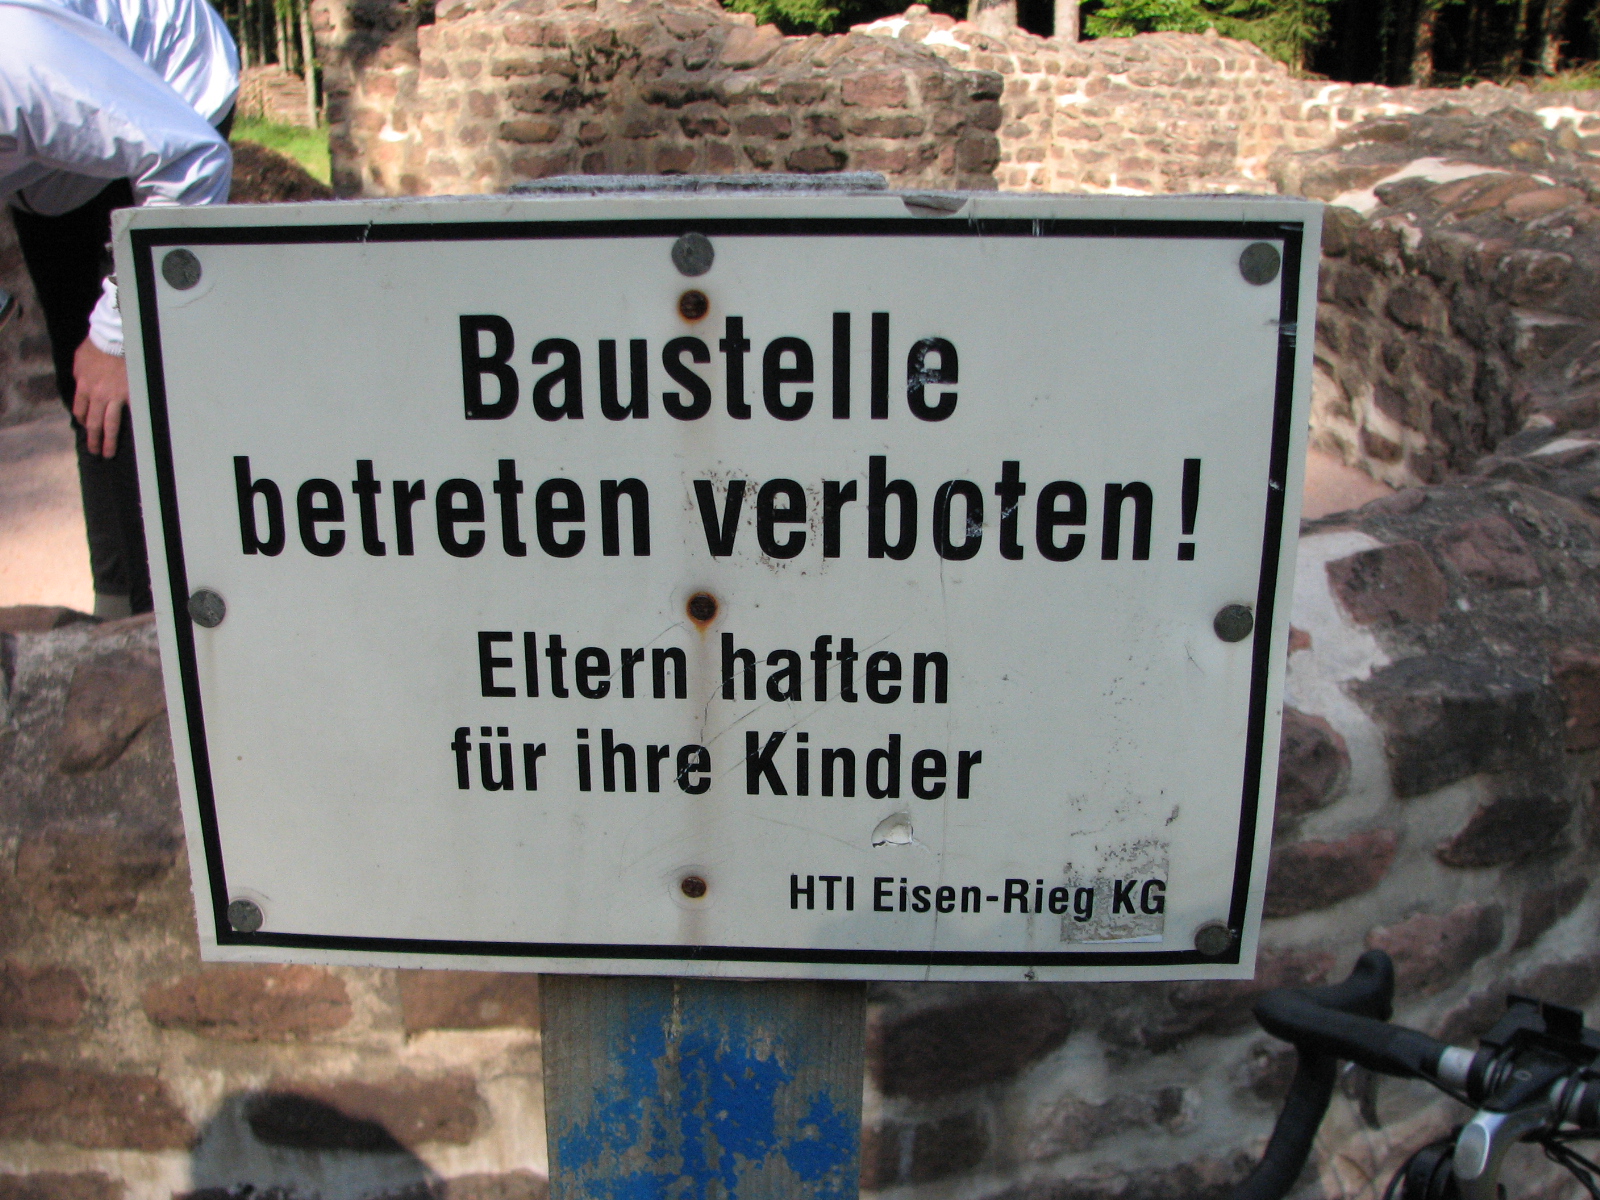 Baustelle
betreten verboten!
Eltern haften
für ihre Kinder
HTI Eisen-Rieg KG